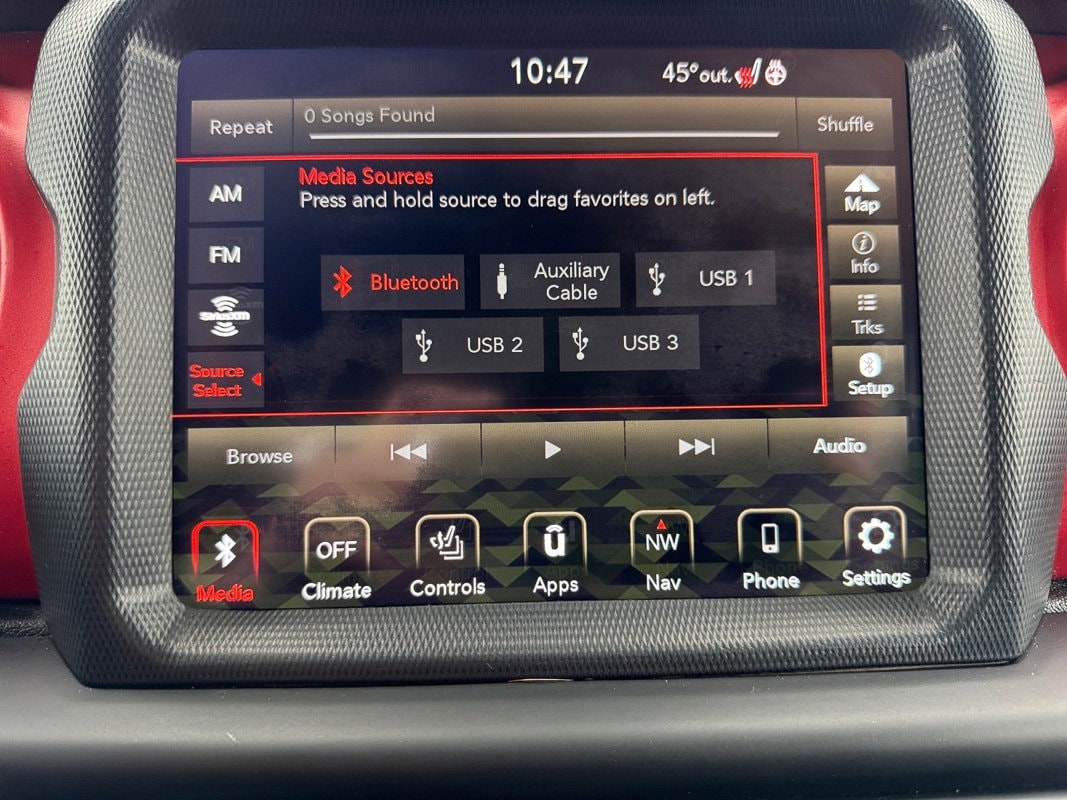 10:47
45° out.
Repeat
0 Songs Found
Shuffle
AM
FM
SiriusXM
Source
Select
Media Sources
Press and hold source to drag favorites on left.
Bluetooth
Auxiliary
Cable
USB 1
USB 2
USB 3
Map
Info
Trks
Setup
Browse
Audio
OFF
NW
Media
Climate
Controls
Apps
Nav
Phone
Settings